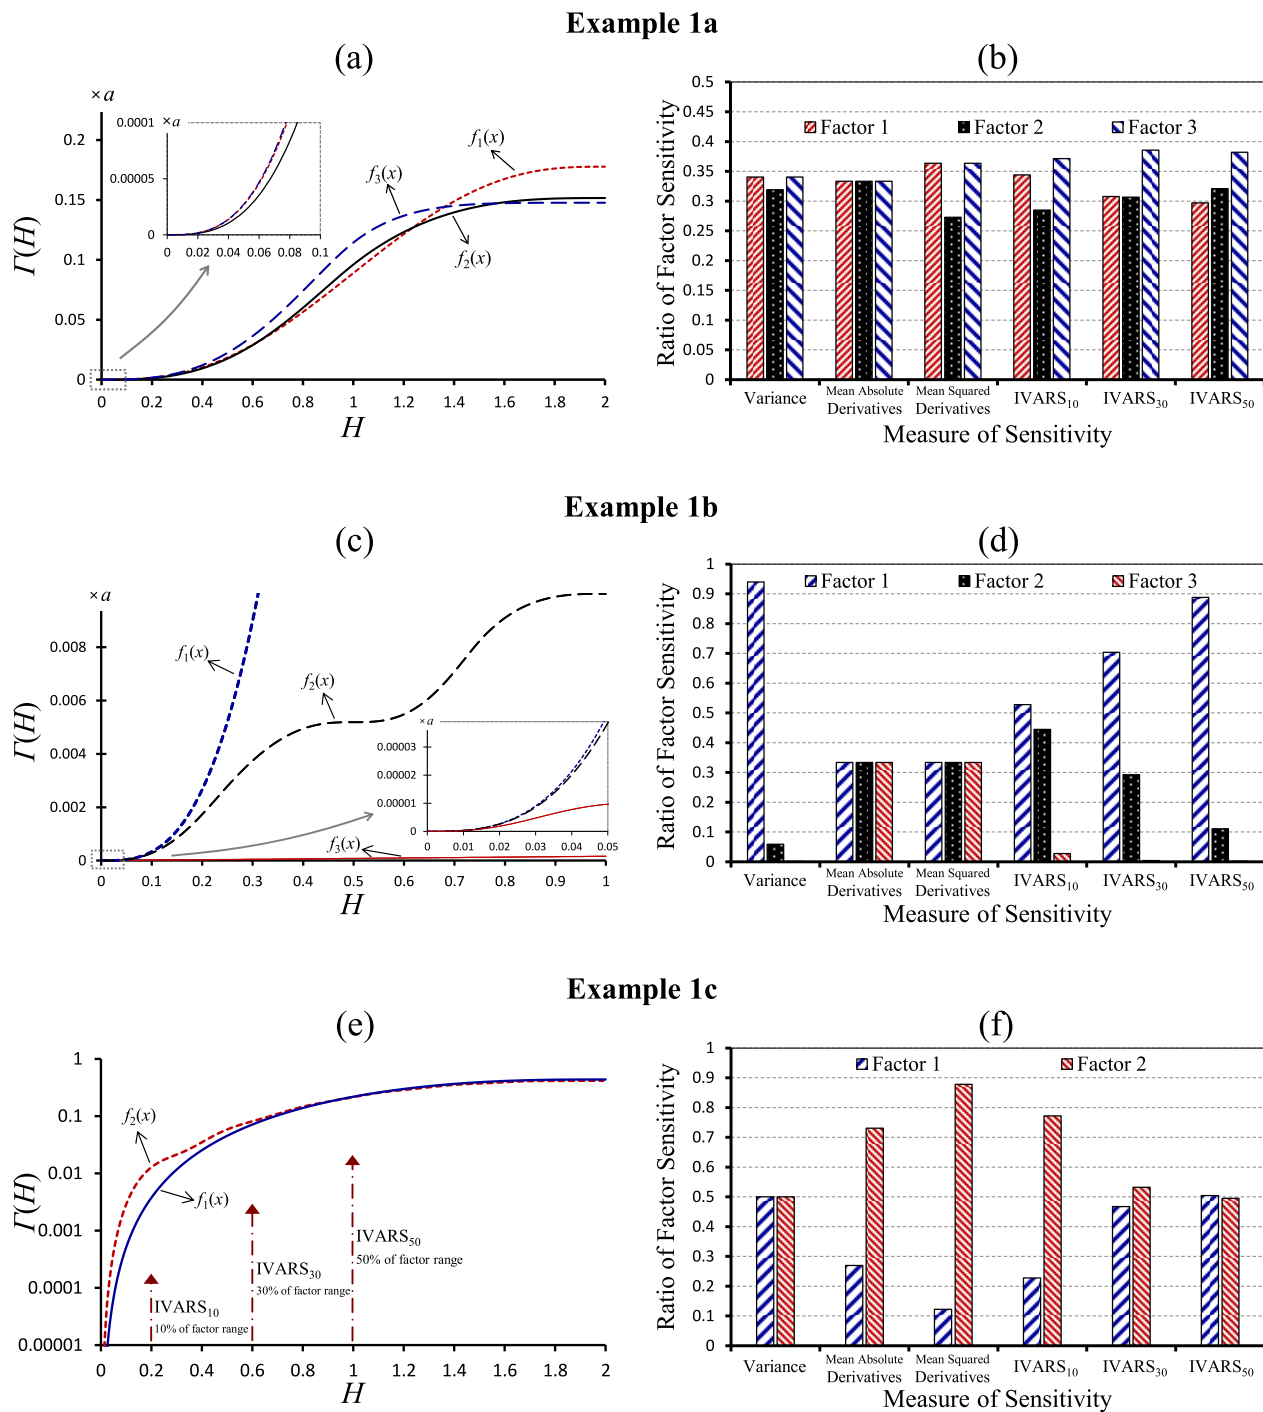 Example 1a
(a)
× a
0.2
0.15
0.1
0.05
0
Γ(H)
0 0.2 0.4 0.6 0.8 1 1.2 1.4 1.6 1.8 2
H
f1(x)
f3(x)
f2(x)
× a
0.0001
0.00005
0
0 0.02 0.04 0.06 0.08 0.1
(b)
Ratio of Factor Sensitivity
0.5
0.45
0.4
0.35
0.3
0.25
0.2
0.15
0.1
0.05
0
Factor 1 Factor 2 Factor 3
Variance Mean Absolute Derivatives Mean Squared Derivatives IVARS10 IVARS30 IVARS50
Measure of Sensitivity
Example 1b
(c)
× a
0.008
0.006
0.004
0.002
0
Γ(H)
0 0.1 0.2 0.3 0.4 0.5 0.6 0.7 0.8 0.9 1
H
f1(x)
f2(x)
f3(x)
× a
0.00003
0.00002
0.00001
0
0 0.01 0.02 0.03 0.04 0.05
(d)
Ratio of Factor Sensitivity
1
0.9
0.8
0.7
0.6
0.5
0.4
0.3
0.2
0.1
0
Factor 1 Factor 2 Factor 3
Variance Mean Absolute Derivatives Mean Squared Derivatives IVARS10 IVARS30 IVARS50
Measure of Sensitivity
Example 1c
(e)
1
0.1
0.01
0.001
0.0001
0.00001
Γ(H)
0 0.2 0.4 0.6 0.8 1 1.2 1.4 1.6 1.8 2
H
f2(x)
f1(x)
IVARS10
10% of factor range
IVARS30
30% of factor range
IVARS50
50% of factor range
(f)
Ratio of Factor Sensitivity
1
0.9
0.8
0.7
0.6
0.5
0.4
0.3
0.2
0.1
0
Factor 1 Factor 2
Variance Mean Absolute Derivatives Mean Squared Derivatives IVARS10 IVARS30 IVARS50
Measure of Sensitivity